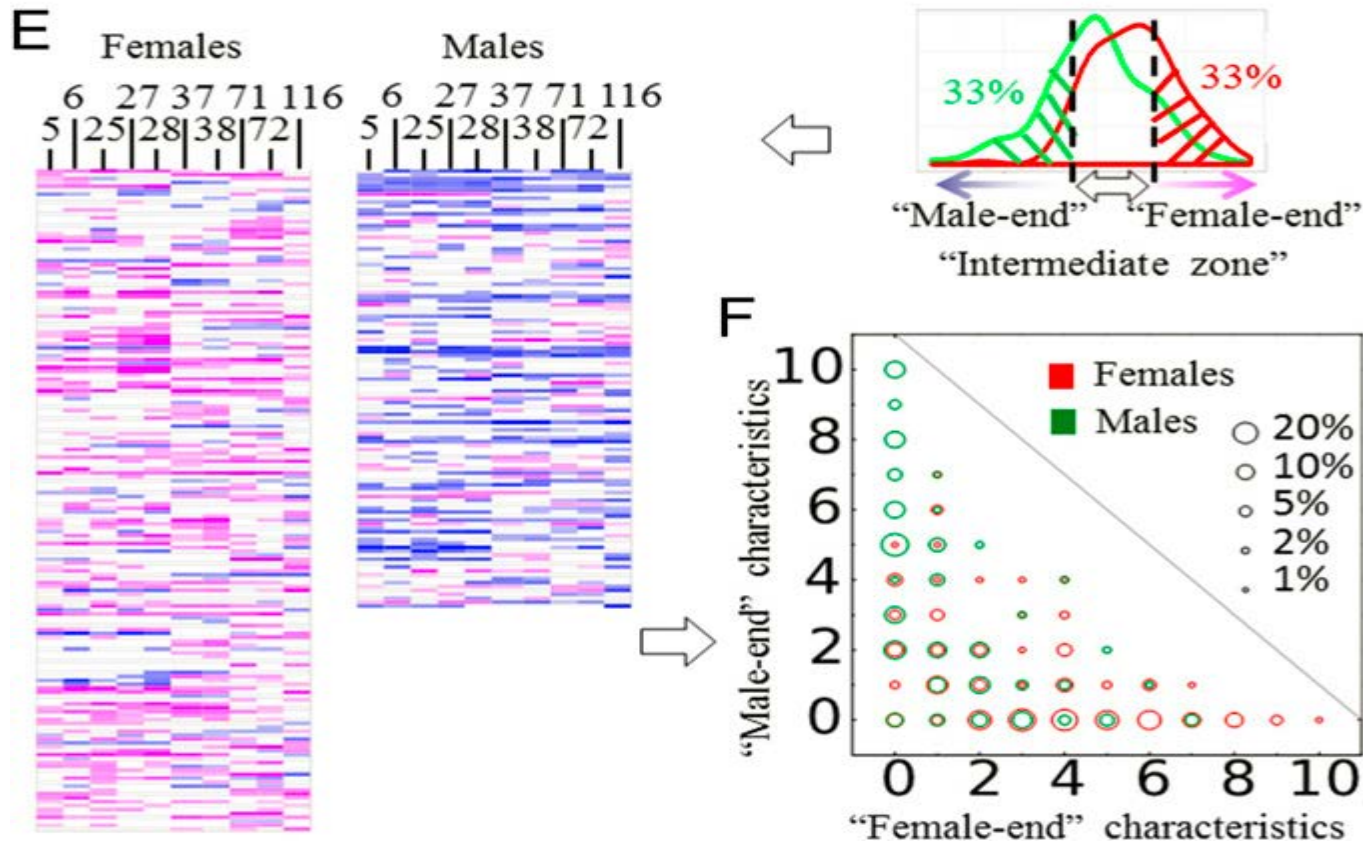 E
Females
Males
6 27 37 71 116
5 25 28 38 72
6 27 37 71 116
5 25 28 38 72
33%
33%
“Male-end” “Female-end”
“Intermediate zone”
F
“Male-end” characteristics
10
8
6
4
2
0
Females
Males
20%
10%
5%
2%
1%
0 2 4 6 8 10
“Female-end” characteristics